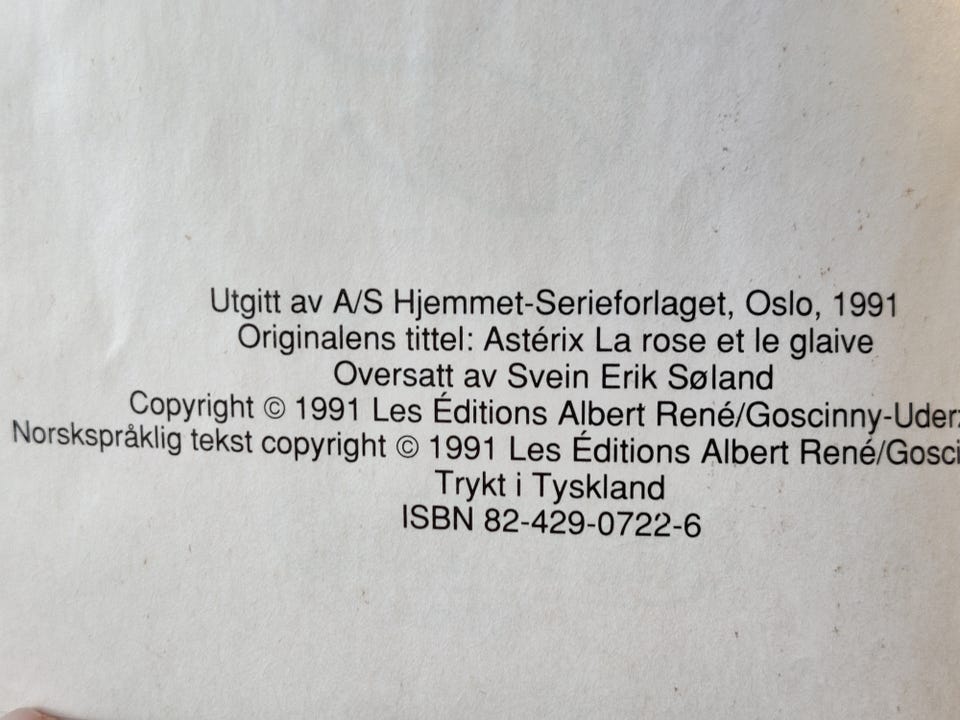 Utgitt av A/S Hjemmet-Serieforlaget, Oslo, 1991
Originalens tittel: Astérix La rose et le glaive
Oversatt av Svein Erik Søland
Copyright © 1991 Les Éditions Albert René/Goscinny-Uderz
Norskspråklig tekst copyright © 1991 Les Éditions Albert René/Gosci
Trykt i Tyskland
ISBN 82-429-0722-6